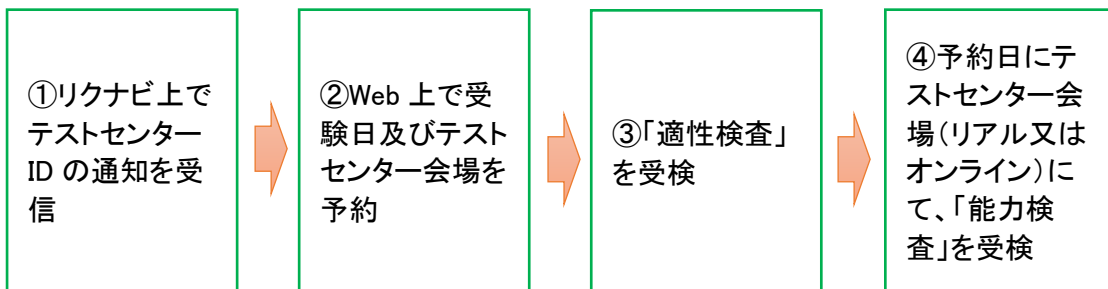 ①リクナビ上で
テストセンター
ID の通知を受
信
②Web 上で受
験日及びテスト
センター会場を
予約
③「適性検査」
を受検
④予約日にテ
ストセンター会
場(リアル又は
オンライン)に
て、「能力検
査」を受検